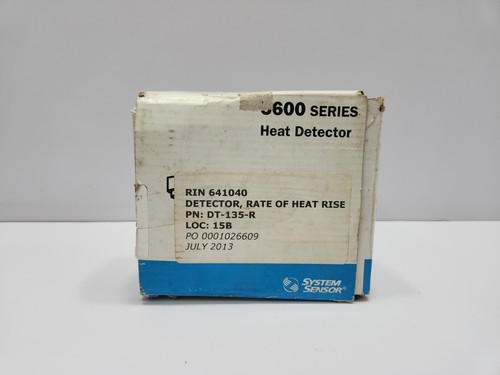 600 SERIES
Heat Detector
RIN 641040
DETECTOR, RATE OF HEAT RISE
PN: DT-135-R
LOC: 15B
PO 0001026609
JULY 2013
SYSTEM
SENSOR®